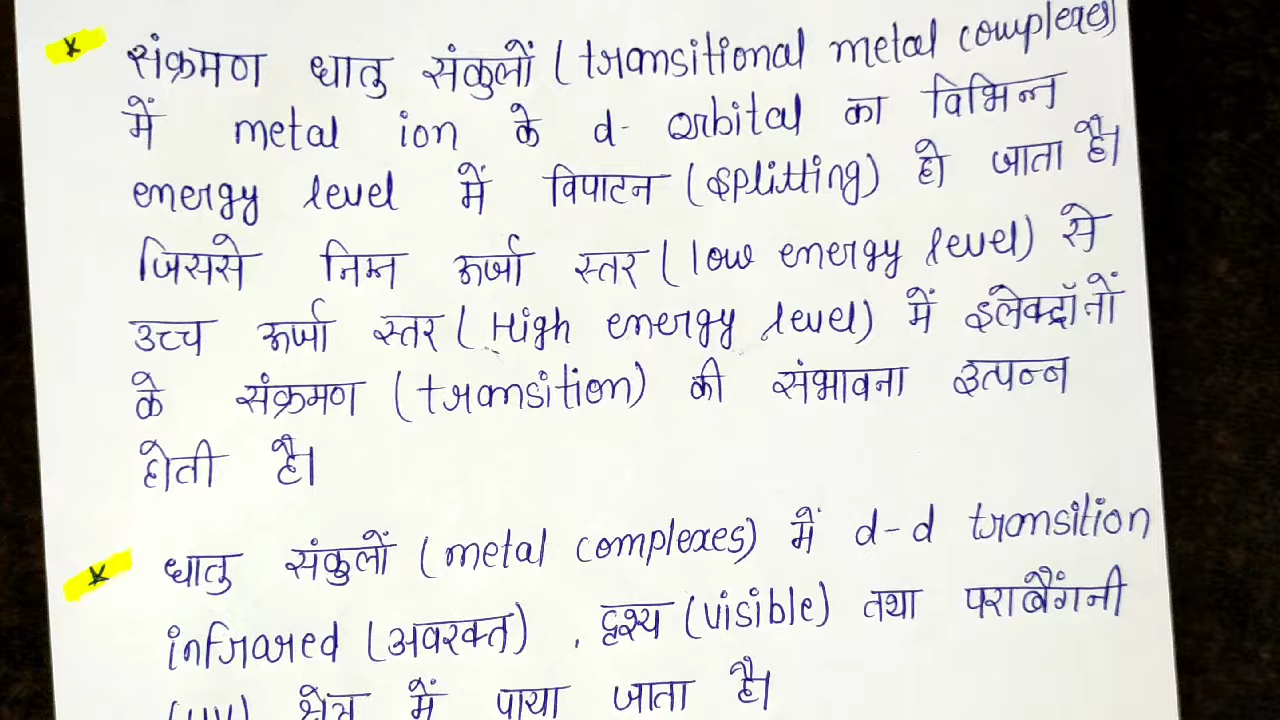 संक्रमण धातु संकुलों (transitional metal complexes)
में metal ion के d- orbital का विभिन्न
energy level में विपाटन (splitting) हो जाता है।
जिससे निम्न ऊर्जा स्तर (low energy level) से
उच्च ऊर्जा स्तर (High energy level) में इलेक्ट्रॉनों
के संक्रमण (transition) की संभावना उत्पन्न
होती है।
धातु संकुलों (metal complexes) में d-d transition
infrared (अवरक्त) , दृश्य (visible) तथा पराबैंगनी
(UV) क्षेत्र में पाया जाता है।